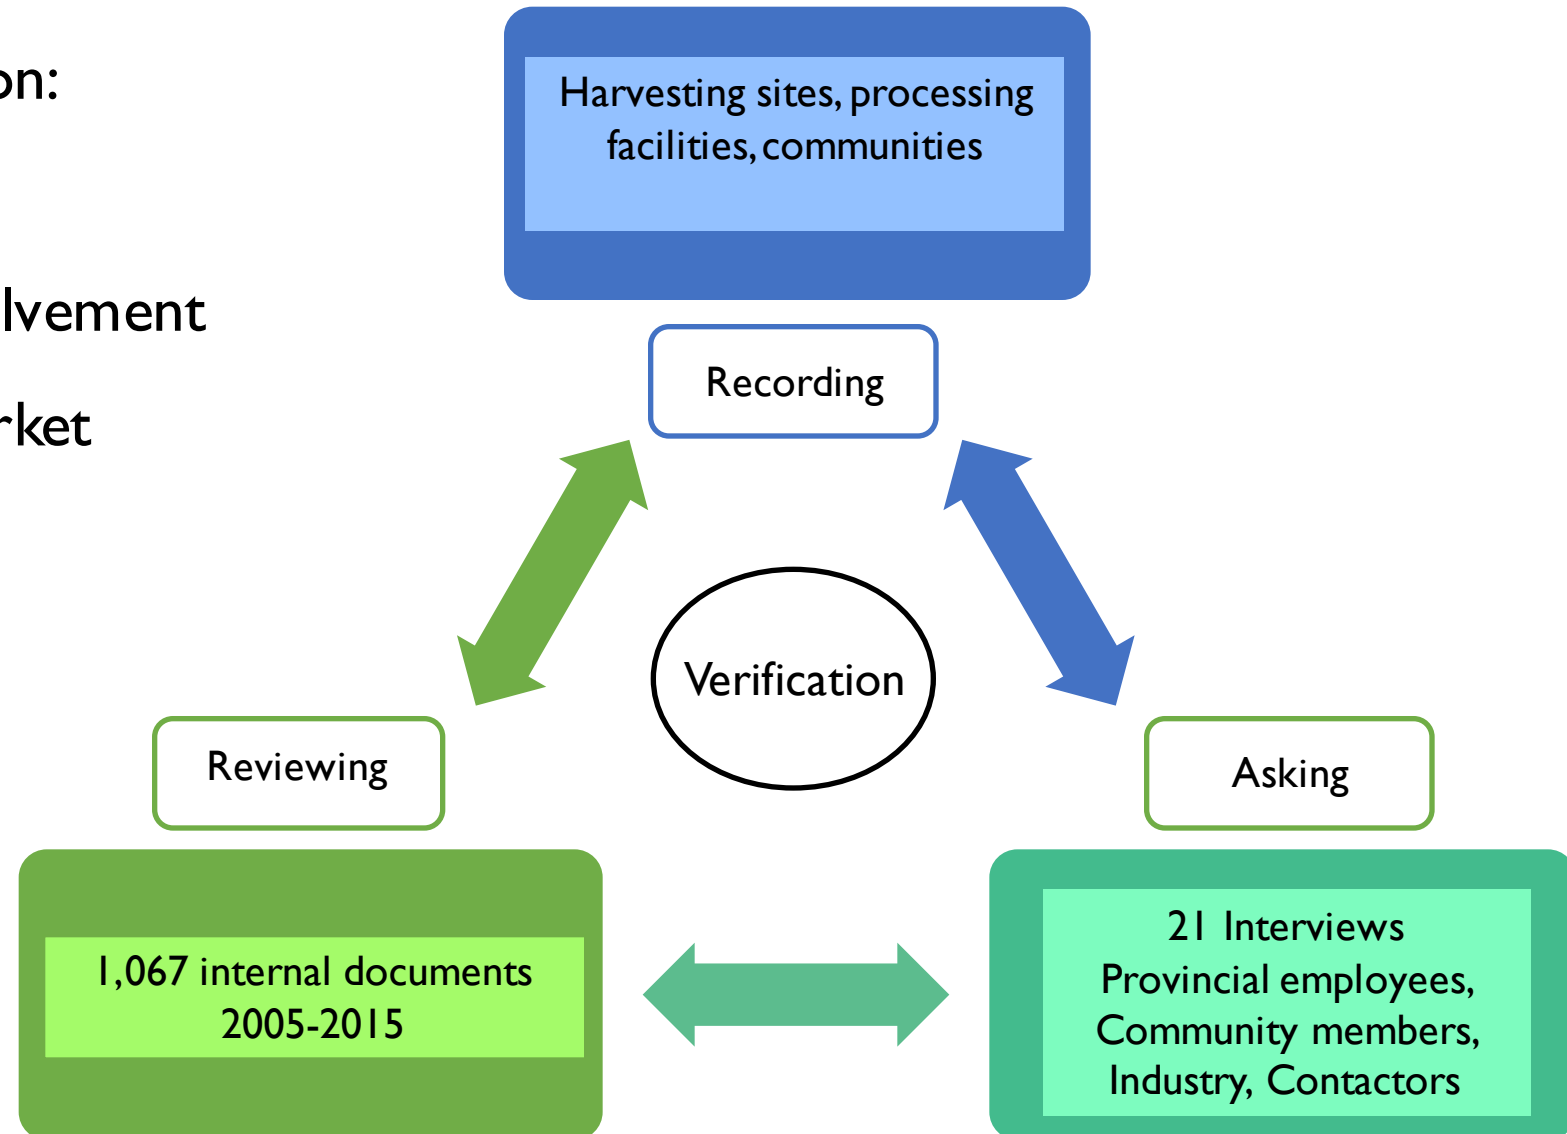 on:
lvement
rket
Harvesting sites, processing
facilities, communities
Recording
Verification
Reviewing
Asking
1,067 internal documents
2005-2015
21 Interviews
Provincial employees,
Community members,
Industry, Contactors